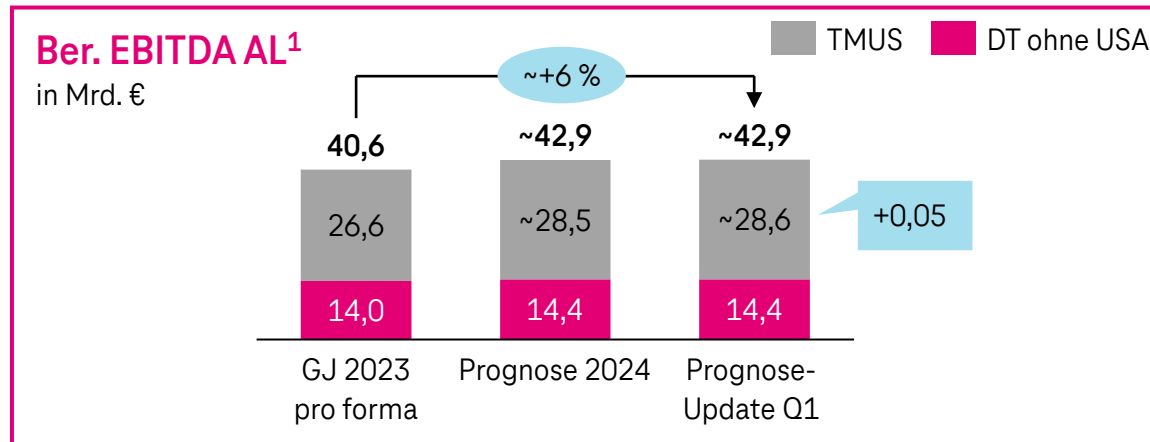 Ber. EBITDA AL¹
in Mrd. €
TMUS
DT ohne USA
~+6 %
40,6
~42,9
~42,9
26,6
~28,5
~28,6
+0,05
14,0
14,4
14,4
GJ 2023
pro forma
Prognose 2024
Prognose-
Update Q1